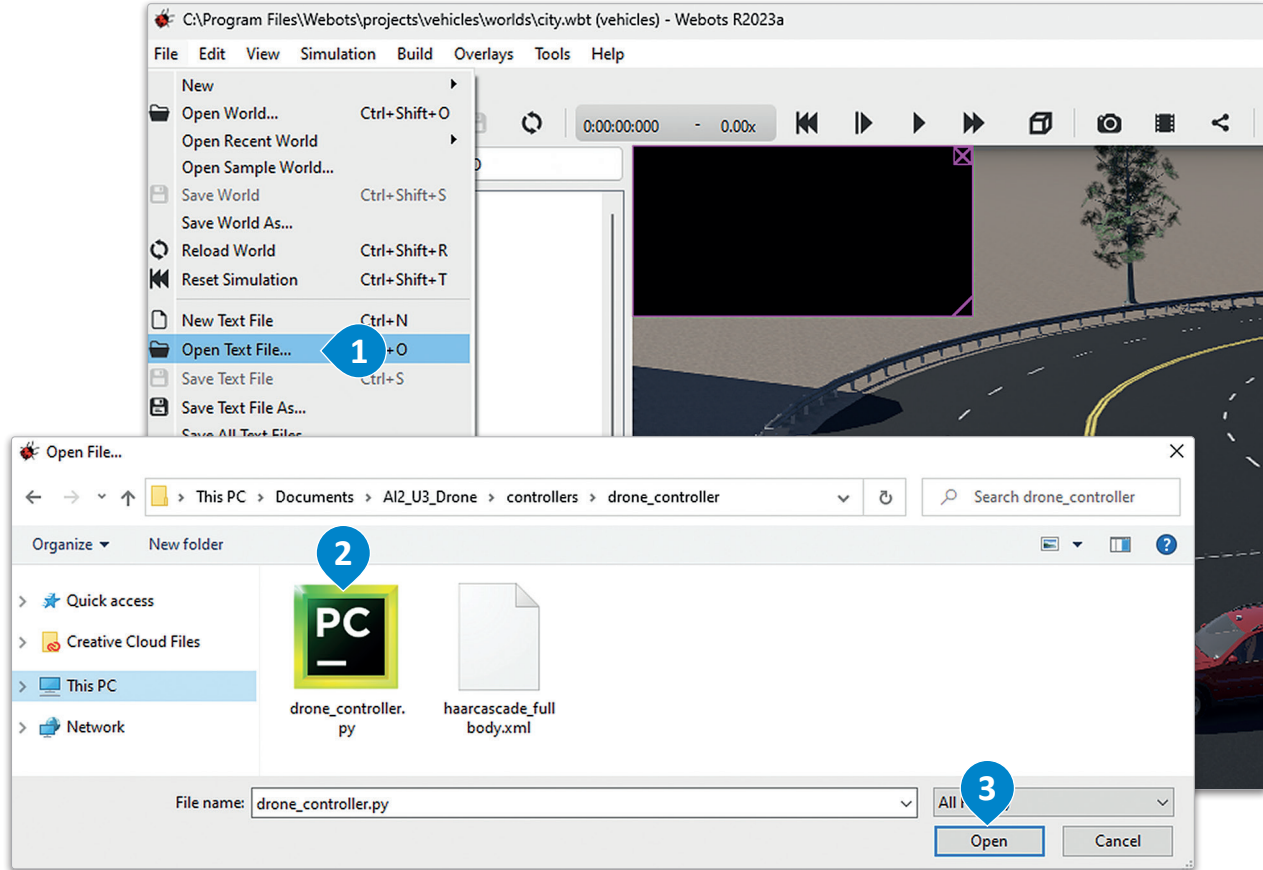 C:\Program Files\Webots\projects\vehicles\worlds\city.wbt (vehicles) - Webots R2023a
File Edit View Simulation Build Overlays Tools Help
New
Open World... Ctrl+Shift+O
0:00:00:000 - 0.00x
Open Recent World
Open Sample World...
Save World Ctrl+Shift+S
Save World As...
Reload World Ctrl+Shift+R
Reset Simulation Ctrl+Shift+T
New Text File Ctrl+N
Open Text File... 1 +O
Save Text File Ctrl+S
Save Text File As...
Save All Text Files
Open File...
This PC > Documents > AI2_U3_Drone > controllers > drone_controller
Search drone_controller
Organize New folder
2
Quick access
Creative Cloud Files
This PC
Network
PC
drone_controller.
py
haarcascade_full
body.xml
File name: drone_controller.py
All
3
Open Cancel